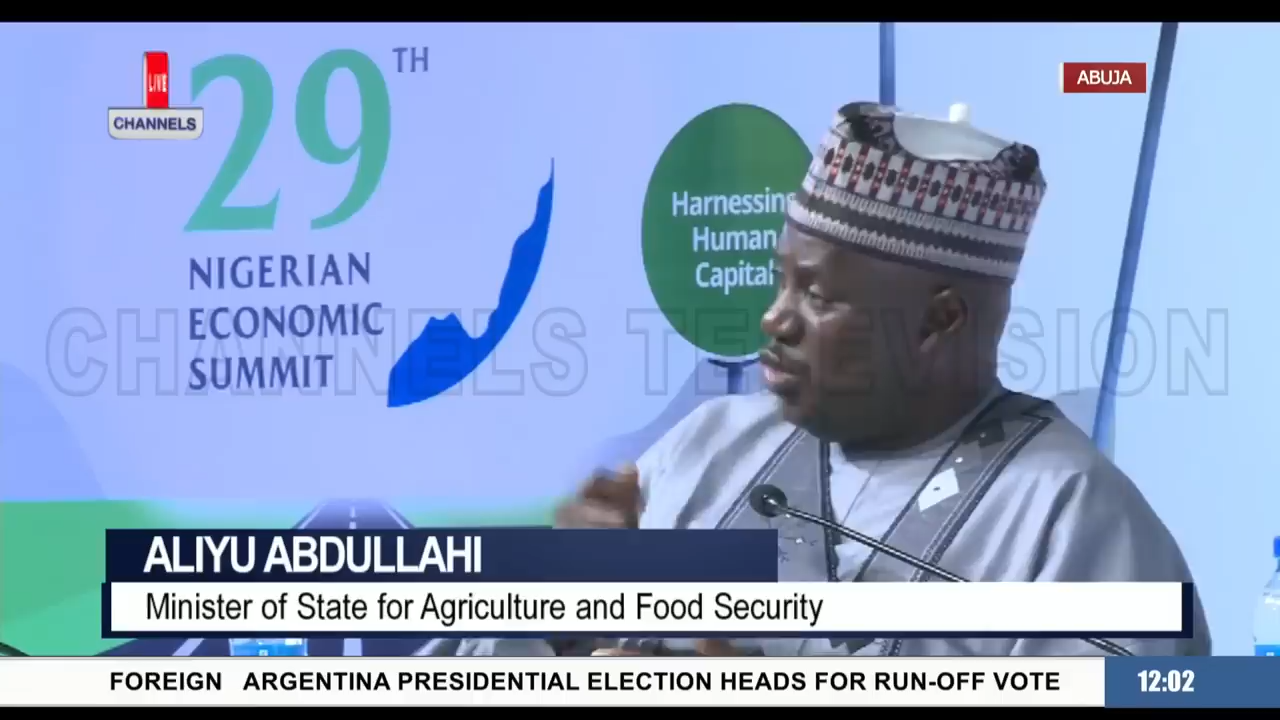 LIVE
CHANNELS
29TH
NIGERIAN
ECONOMIC
SUMMIT
ABUJA
Harnessing
Human
Capital
CHANNELS TELEVISION
ALIYU ABDULLAHI
Minister of State for Agriculture and Food Security
FOREIGN ARGENTINA PRESIDENTIAL ELECTION HEADS FOR RUN-OFF VOTE
12:02